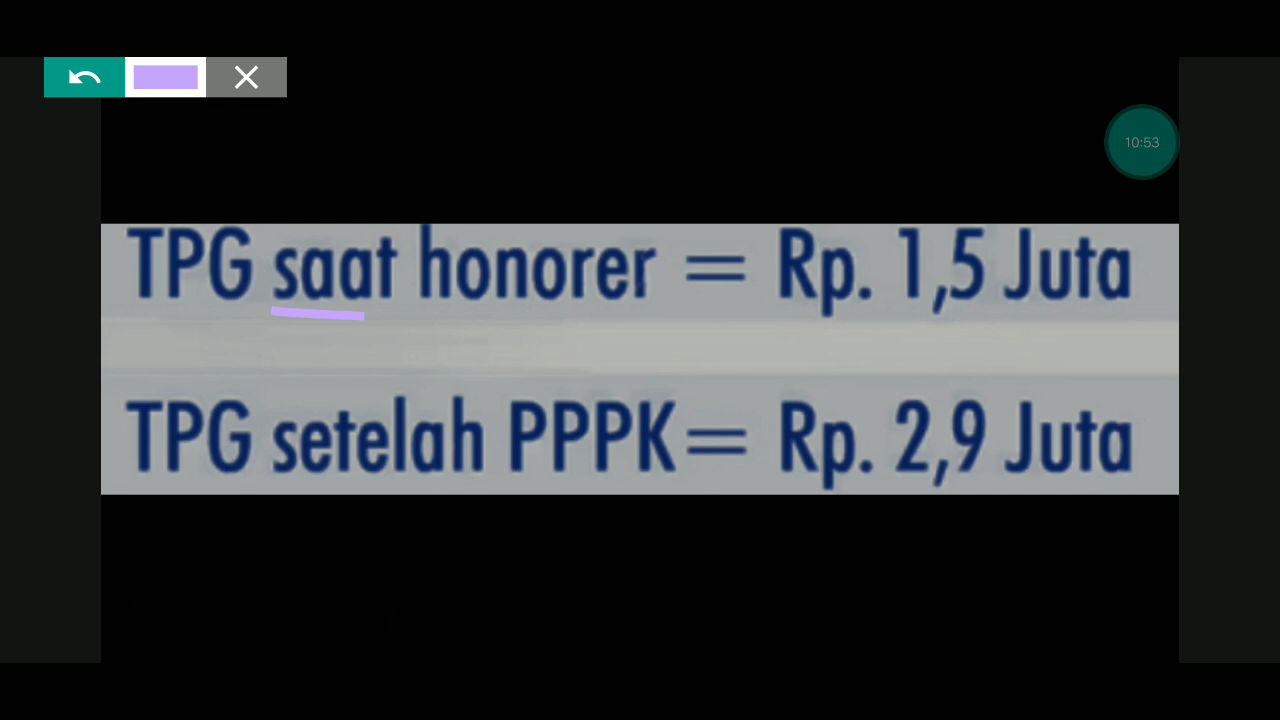 10:53
TPG saat honorer = Rp. 1,5 Juta
TPG setelah PPPK= Rp. 2,9 Juta